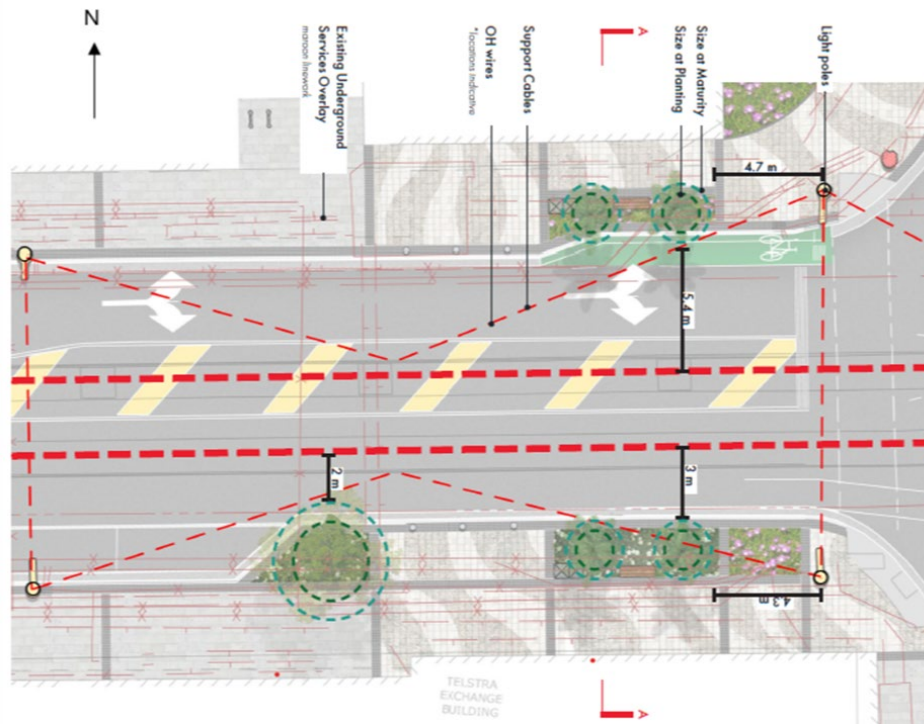 N
Existing Underground
Services Overlay
maroon linework
OH wires
*locations indicative
Support Cables
A
Size at Maturity
Size at Planting
Light poles
4.7 m
5.4 m
2 m
3 m
4.3 m
TELSTRA
EXCHANGE
BUILDING
A